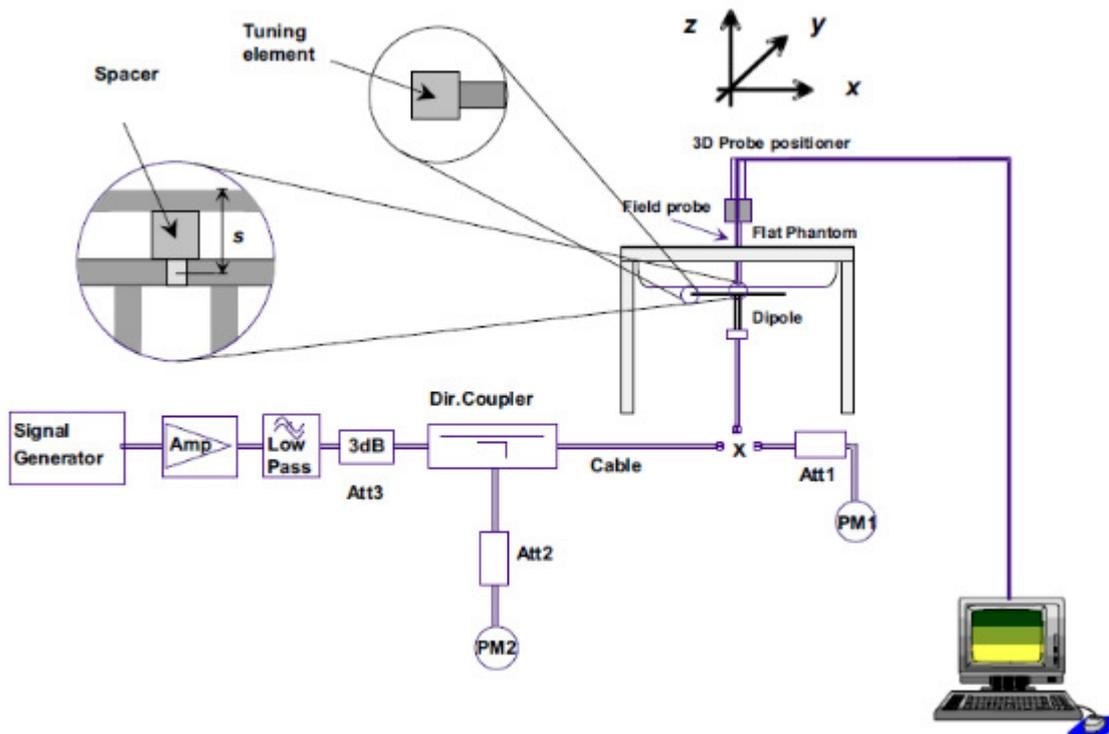 Tuning
element
Spacer
s
z
y
x
3D Probe positioner
Field probe
Flat Phantom
Dipole
Dir.Coupler
Signal
Generator
Amp
Low
Pass
3dB
Att3
Cable
X
Att1
PM1
Att2
PM2